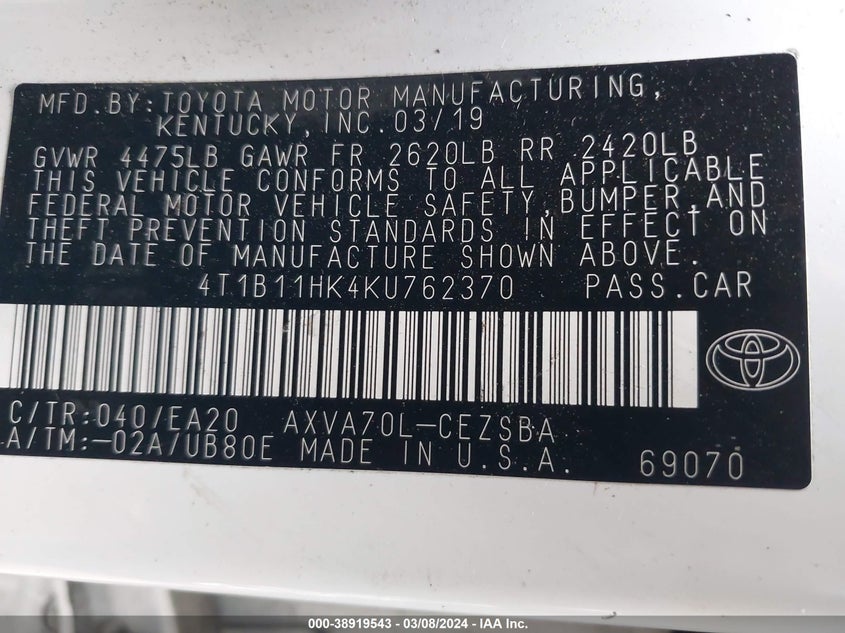 MFD.BY:TOYOTA MOTOR MANUFACTURING,
KENTUCKY,INC.03/19
GVWR 4475LB GAWR FR 2620LB RR 2420LB
THIS VEHICLE CONFORMS TO ALL APPLICABLE
FEDERAL MOTOR VEHICLE SAFETY,BUMPER,AND
THEFT PREVENTION STANDARDS IN EFFECT ON
THE DATE OF MANUFACTURE SHOWN ABOVE.
4T1B11HK4KU762370 PASS.CAR
C/TR:040/EA20 AXVA70L-CEZSBA
A/TM:-02A/UB80E MADE IN U.S.A. 69070
000-38919543 - 03/08/2024 - IAA Inc.